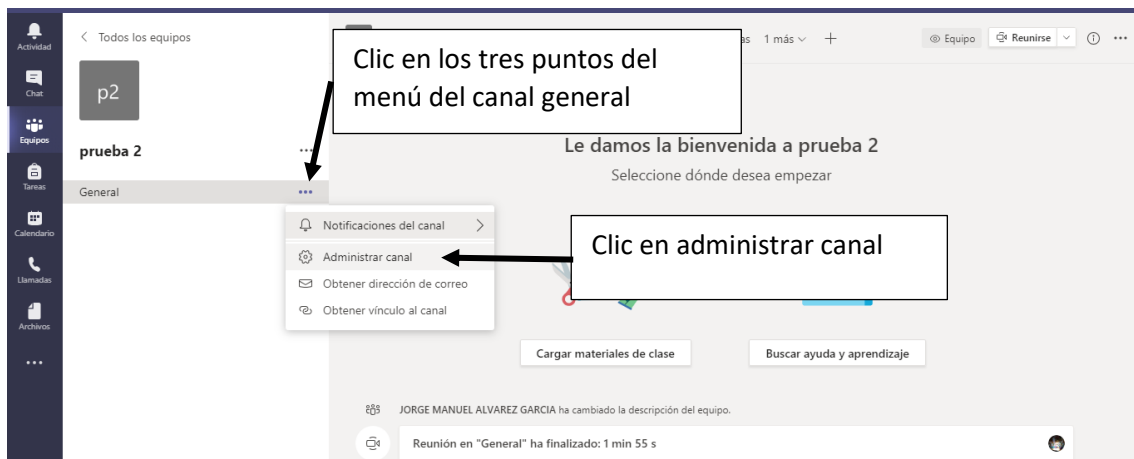 Actividad
Chat
Equipos
Tareas
Calendario
Llamadas
Archivos
< Todos los equipos
p2
prueba 2
General
Clic en los tres puntos del
menú del canal general
1 más
Equipo
Reunirse
Le damos la bienvenida a prueba 2
Seleccione dónde desea empezar
Notificaciones del canal
Administrar canal
Obtener dirección de correo
Obtener vínculo al canal
Clic en administrar canal
Cargar materiales de clase
Buscar ayuda y aprendizaje
JORGE MANUEL ALVAREZ GARCIA ha cambiado la descripción del equipo.
Reunión en "General" ha finalizado: 1 min 55 s